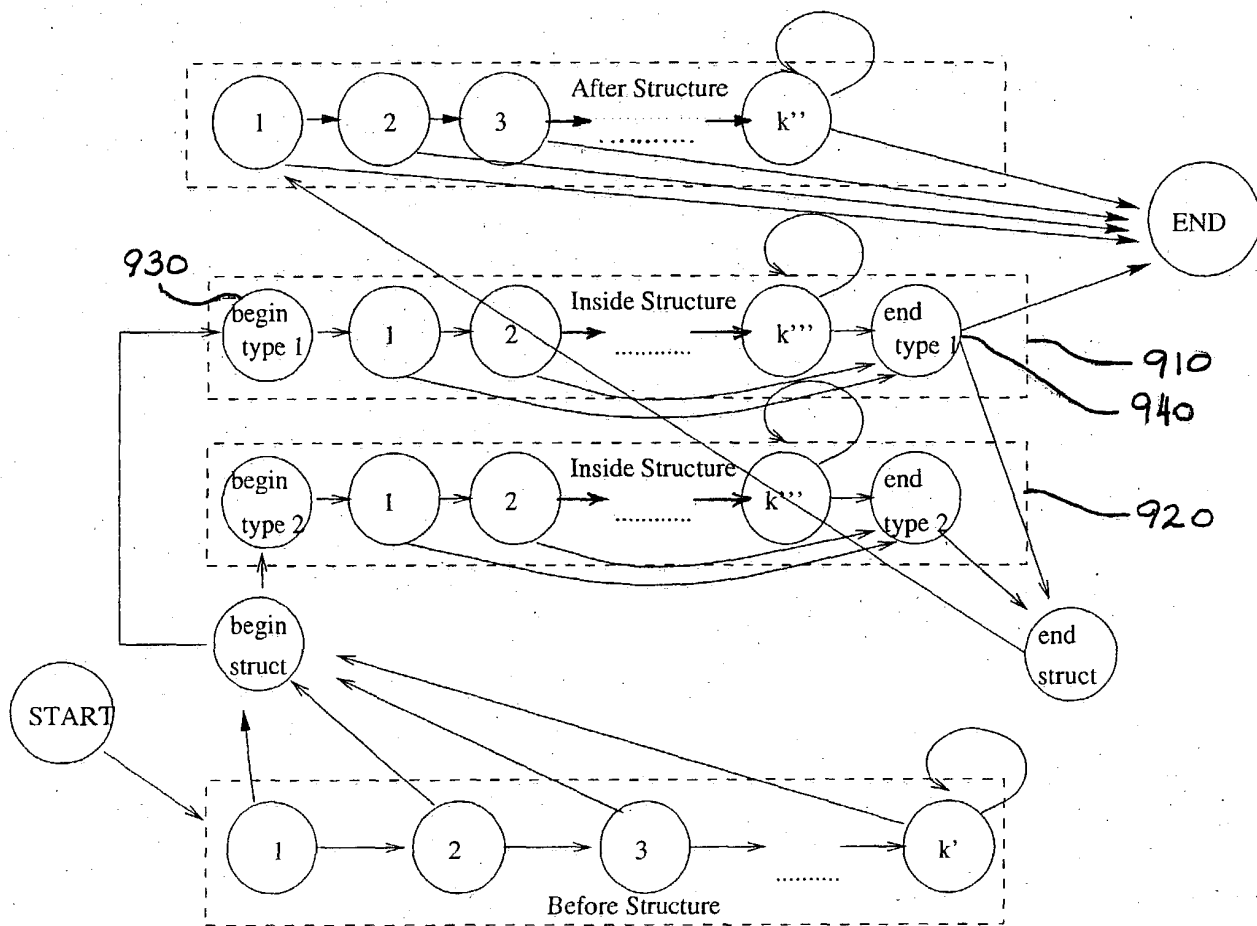 After Structure
1
2
3
...............
k''
END
930
begin
type 1
1
2
Inside Structure
............
k'''
end
type 1
910
940
begin
type 2
1
2
Inside Structure
............
k'''
end
type 2
920
begin
struct
end
struct
START
1
2
3
..........
k'
Before Structure